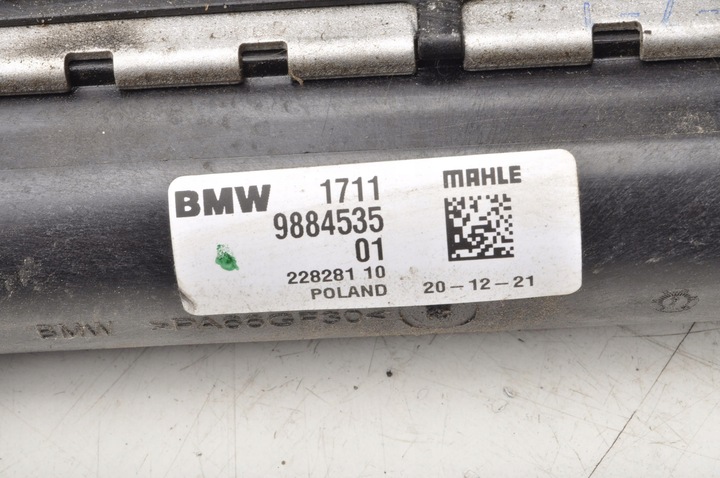 BMW 1711 MAHLE
9884535
01
228281 10
POLAND 20-12-21
BMW >PA66GF30<